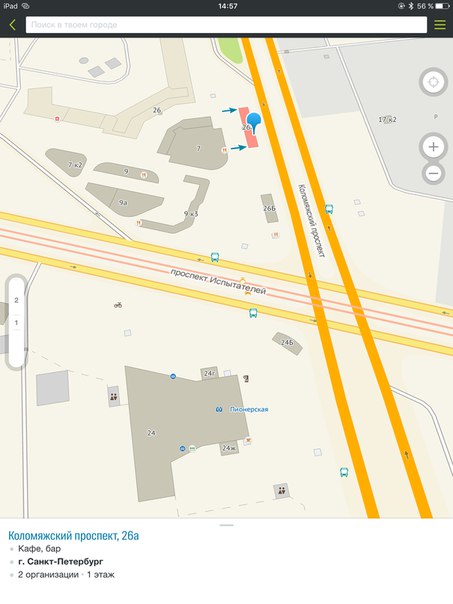 iPad
14:57
56 %
Поиск в твоем городе
26
26а
17 к2
P
7
7 к2
9
9а
9 к3
26Б
Коломяжский проспект
проспект Испытателей
2
1
24Б
24г
Пионерская
24
24ж
Коломяжский проспект, 26а
Кафе, бар
г. Санкт-Петербург
2 организации · 1 этаж